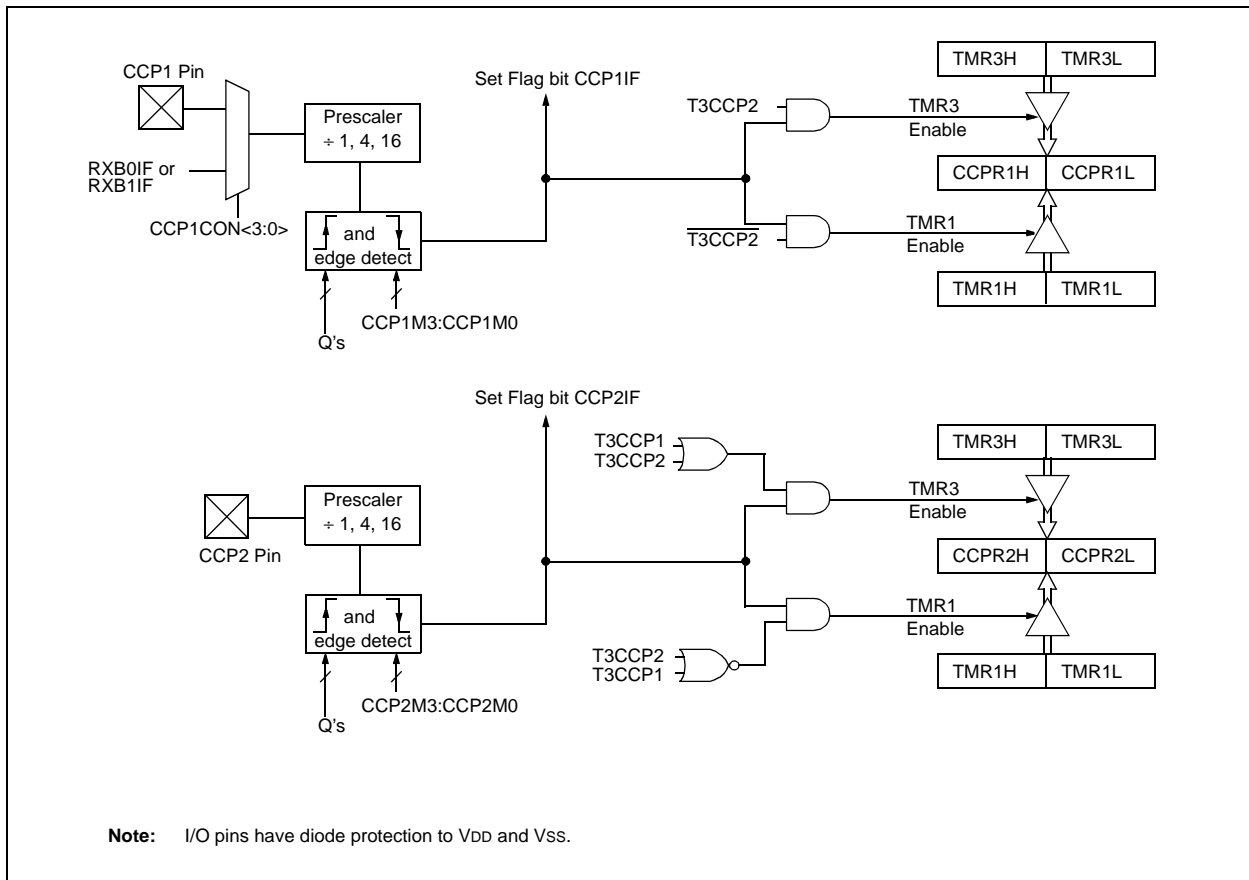 CCP1 Pin
Set Flag bit CCP1IF
TMR3H TMR3L
Prescaler
÷ 1, 4, 16
T3CCP2
TMR3
Enable
RXB0IF or
RXB1IF
CCPR1H CCPR1L
CCP1CON<3:0>
and
edge detect
T3CCP2
TMR1
Enable
TMR1H TMR1L
CCP1M3:CCP1M0
Q's
Set Flag bit CCP2IF
TMR3H TMR3L
T3CCP1
T3CCP2
Prescaler
÷ 1, 4, 16
TMR3
Enable
CCP2 Pin
CCPR2H CCPR2L
and
edge detect
TMR1
Enable
T3CCP2
T3CCP1
TMR1H TMR1L
CCP2M3:CCP2M0
Q's
Note: I/O pins have diode protection to VDD and VSS.